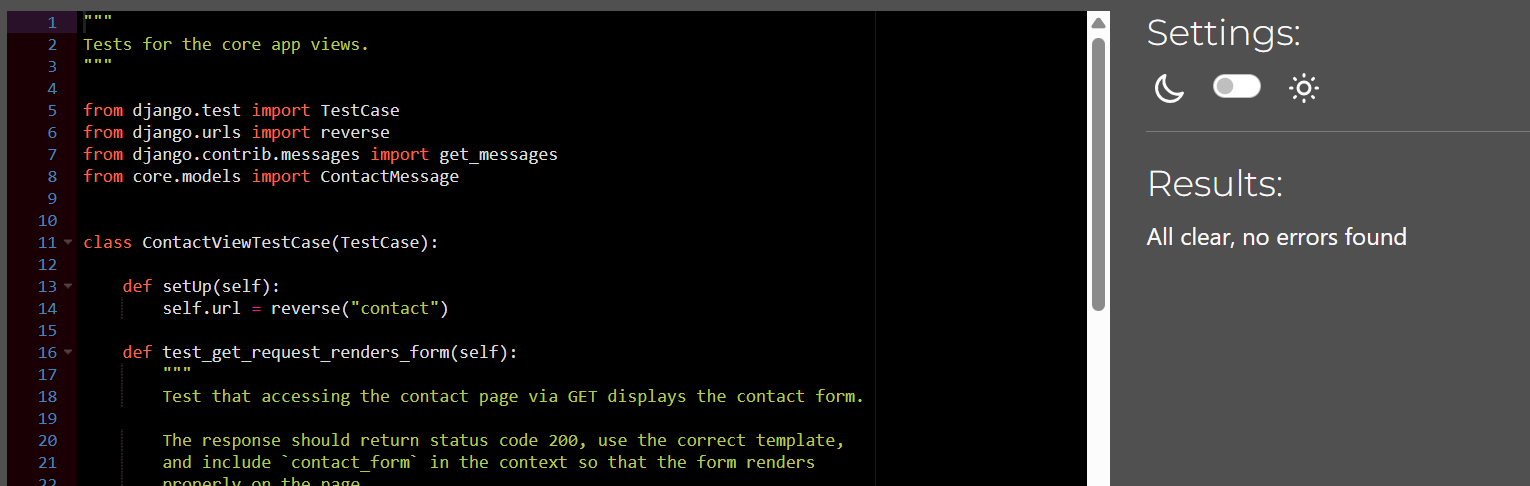 1 """
2 Tests for the core app views.
3 """
4
5 from django.test import TestCase
6 from django.urls import reverse
7 from django.contrib.messages import get_messages
8 from core.models import ContactMessage
9
10
11 class ContactViewTestCase(TestCase):
12
13     def setUp(self):
14         self.url = reverse("contact")
15
16     def test_get_request_renders_form(self):
17         """
18         Test that accessing the contact page via GET displays the contact form.
19
20         The response should return status code 200, use the correct template,
21         and include `contact_form` in the context so that the form renders
22         properly on the page
Settings:
Results:
All clear, no errors found